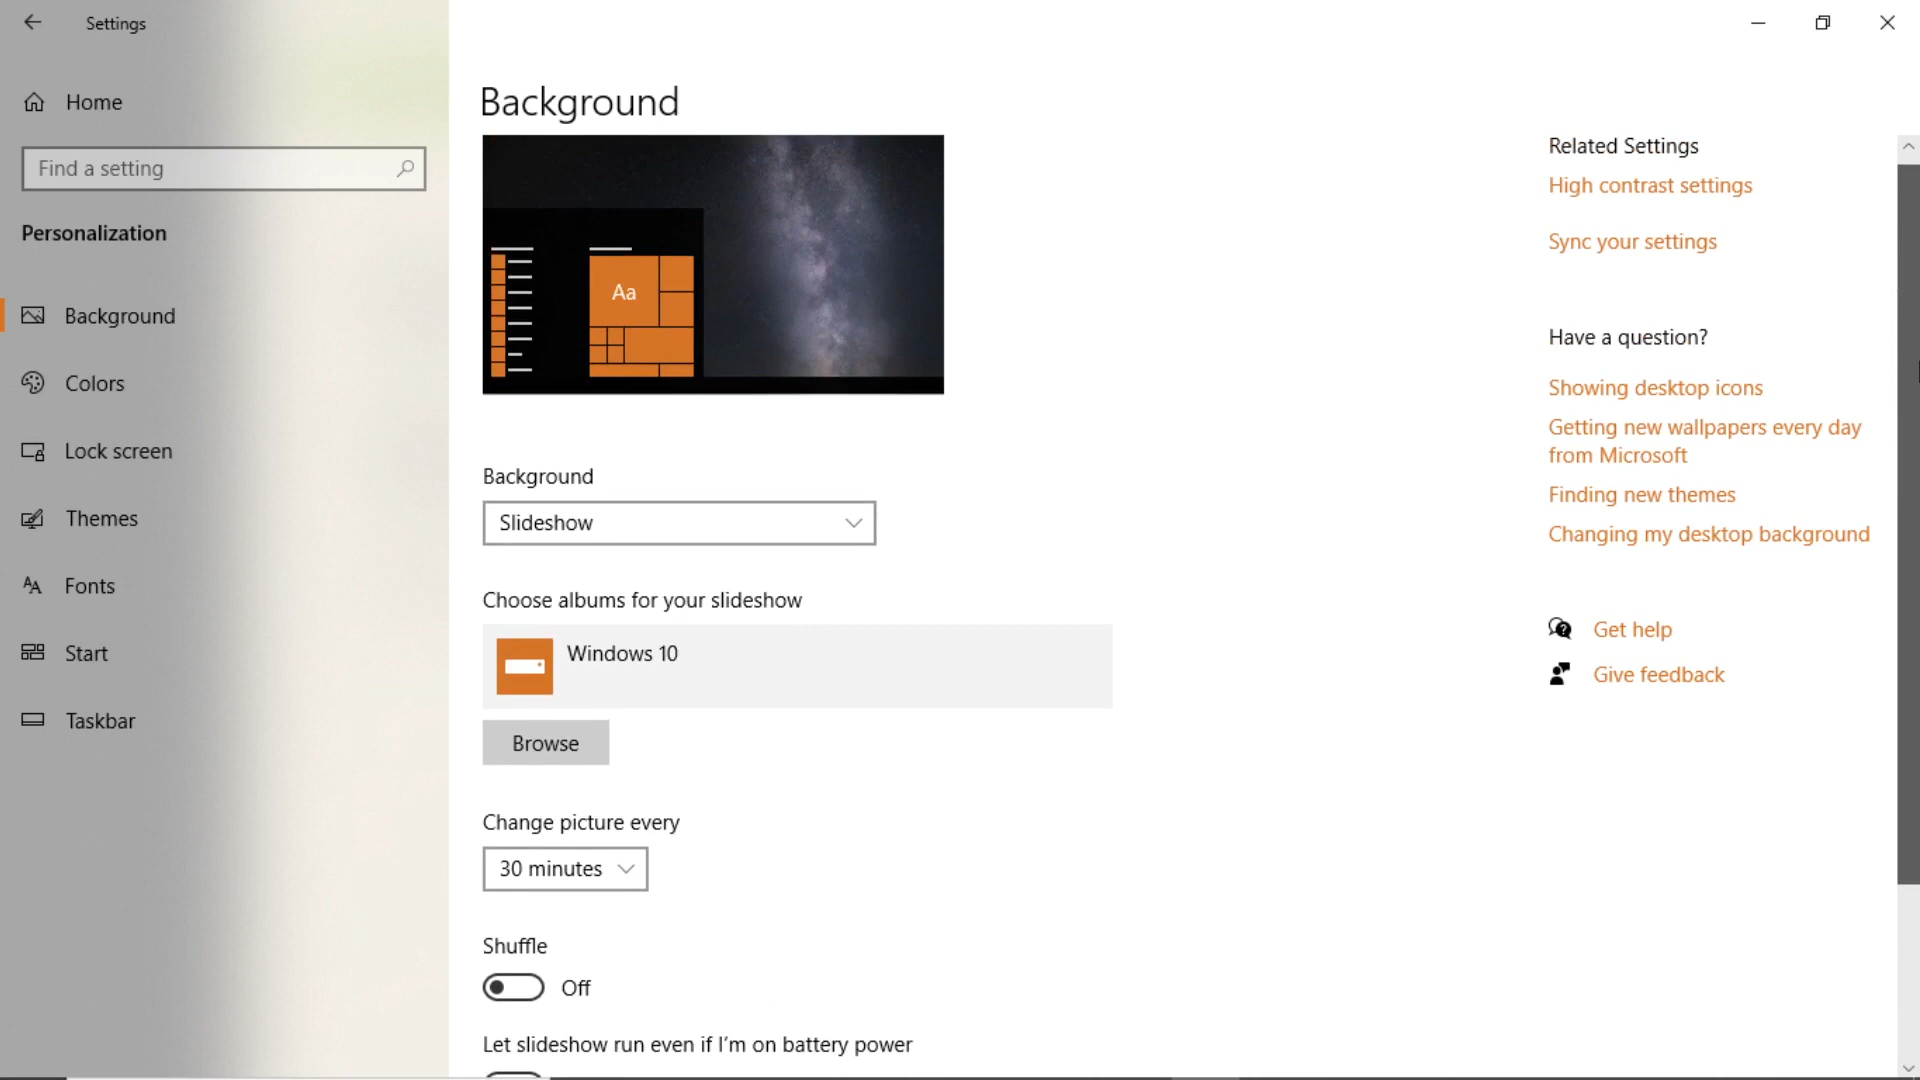 Settings
Home
Find a setting
Personalization
Background
Colors
Lock screen
Themes
Fonts
Start
Taskbar
Background
Aa
Background
Slideshow
Choose albums for your slideshow
Windows 10
Browse
Change picture every
30 minutes
Shuffle
Off
Let slideshow run even if I'm on battery power
Related Settings
High contrast settings
Sync your settings
Have a question?
Showing desktop icons
Getting new wallpapers every day
from Microsoft
Finding new themes
Changing my desktop background
Get help
Give feedback